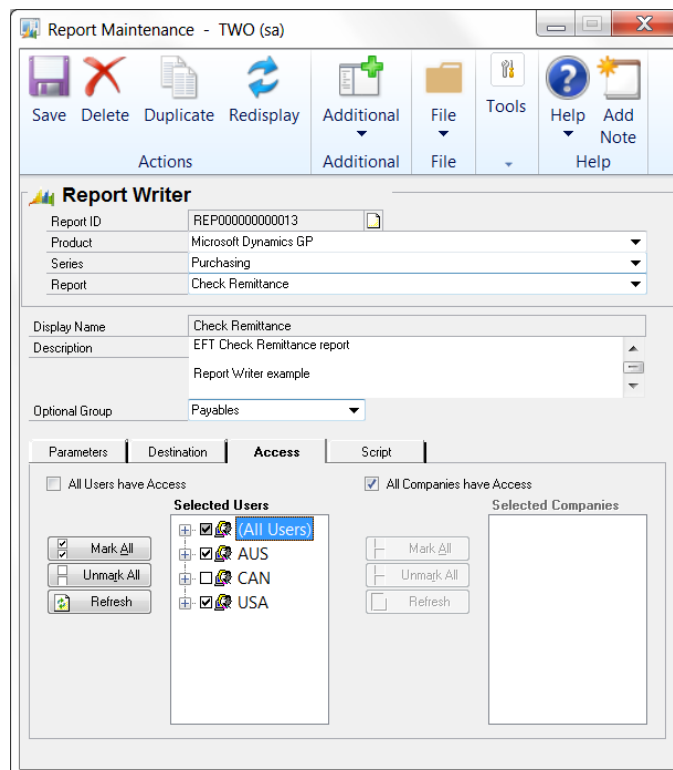 Report Maintenance - TWO (sa)
Save Delete Duplicate Redisplay Additional File Tools Help Add Note
Actions Additional File Help
Report Writer
Report ID REP000000000013
Product Microsoft Dynamics GP
Series Purchasing
Report Check Remittance
Display Name Check Remittance
Description EFT Check Remittance report
Report Writer example
Optional Group Payables
Parameters Destination Access Script
All Users have Access All Companies have Access
Selected Users Selected Companies
(All Users)
Mark All AUS Mark All
Unmark All CAN Unmark All
Refresh USA Refresh